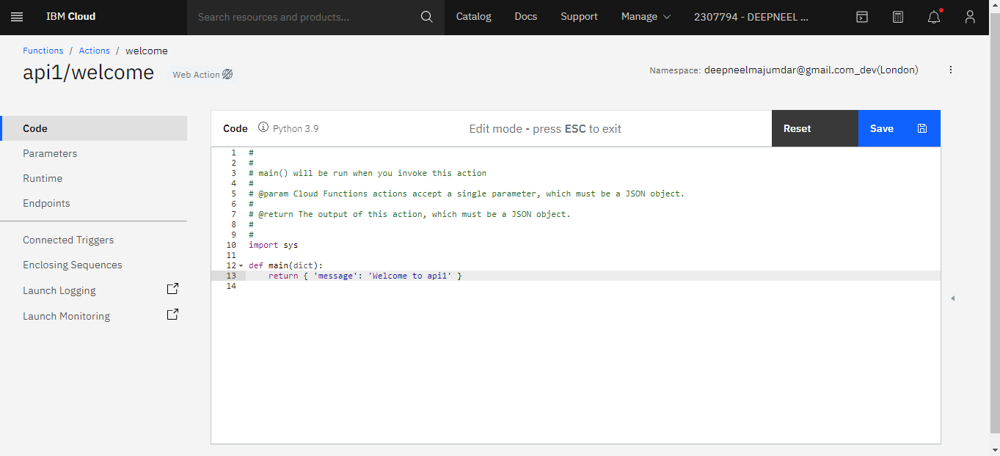 IBM Cloud Search resources and products... Catalog Docs Support Manage 2307794 - DEEPNEEL ...
Functions / Actions / welcome
api1/welcome Web Action Namespace: deepneelmajumdar@gmail.com_dev(London)
Code
Parameters
Runtime
Endpoints
Connected Triggers
Enclosing Sequences
Launch Logging
Launch Monitoring
Code Python 3.9 Edit mode - press ESC to exit Reset Save
1 #
2 #
3 # main() will be run when you invoke this action
4 #
5 # @param Cloud Functions actions accept a single parameter, which must be a JSON object.
6 #
7 # @return The output of this action, which must be a JSON object.
8 #
9 #
10 import sys
11
12 def main(dict):
13 return { 'message': 'Welcome to api1' }
14